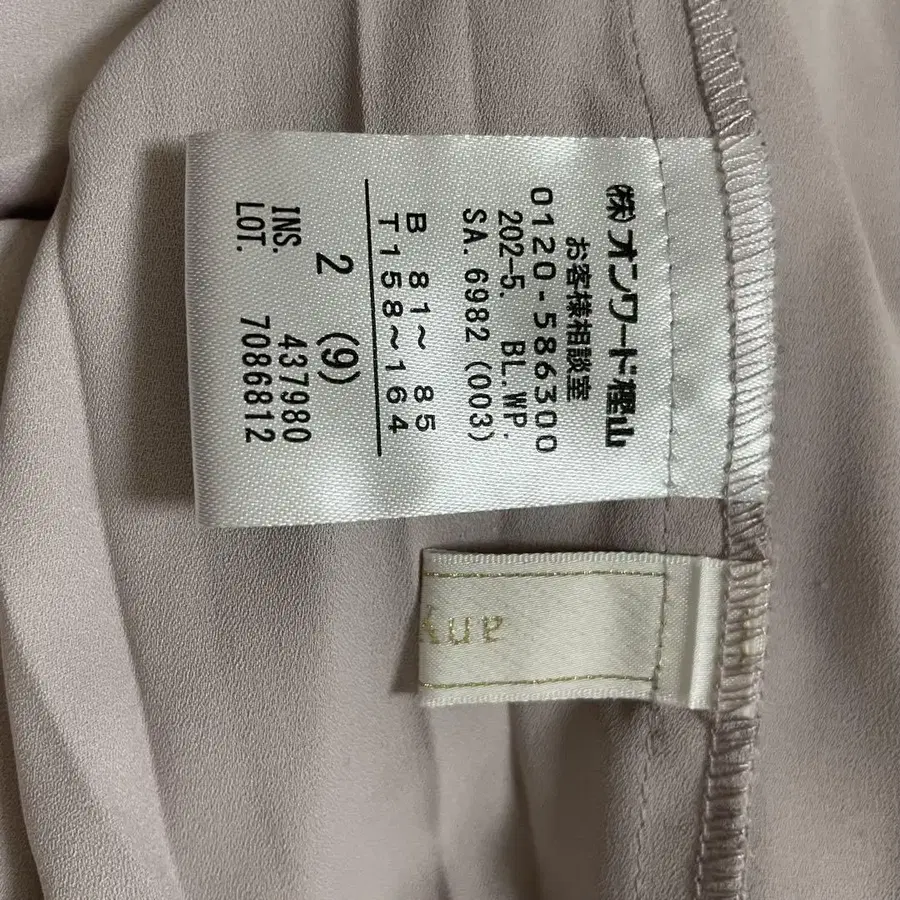 ㈱オンワード樫山
お客様相談室
0120-586300
202-5. BL.WP.
SA. 6982 (003)
B 81～ 85
T158～164
2 (9)
INS. 437980
LOT. 7086812
any